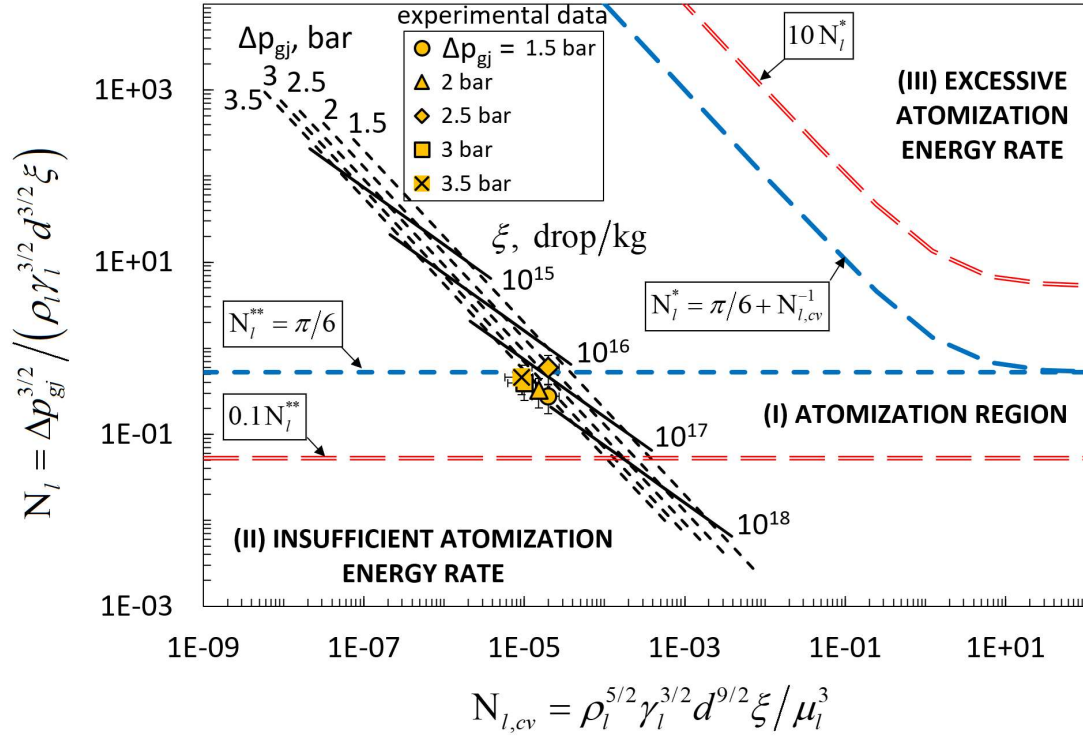 experimental data
Δp_gj, bar
Δp_gj = 1.5 bar
2 bar
2.5 bar
3 bar
3.5 bar
3
2.5
3.5
2
1.5
10 N_l^*
(III) EXCESSIVE
ATOMIZATION
ENERGY RATE
ξ, drop/kg
10^15
10^16
10^17
10^18
N_l^* = π/6 + N_{l,cv}^{-1}
N_l^{**} = π/6
0.1 N_l^{**}
(I) ATOMIZATION REGION
(II) INSUFFICIENT ATOMIZATION
ENERGY RATE
1E+03
1E+01
1E-01
1E-03
1E-09
1E-07
1E-05
1E-03
1E-01
1E+01
N_l = Δp_gj^{3/2} / (ρ_l γ_l^{3/2} d^{3/2} ξ)
N_{l,cv} = ρ_l^{5/2} γ_l^{3/2} d^{9/2} ξ / μ_l^3